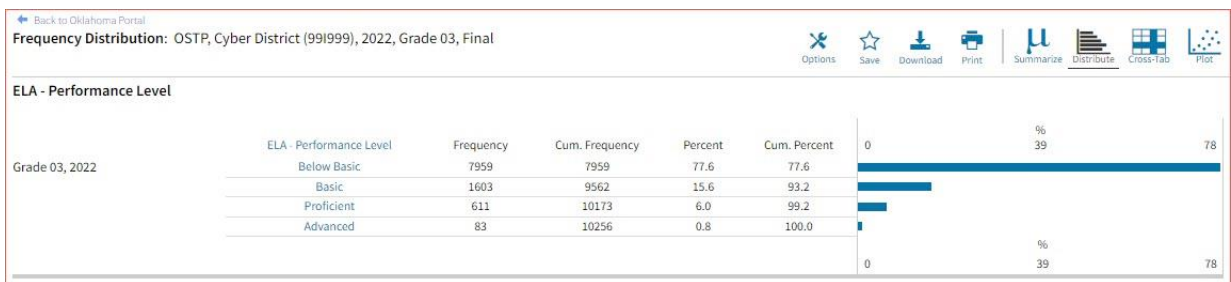 Back to Oklahoma Portal
Frequency Distribution: OSTP, Cyber District (99I999), 2022, Grade 03, Final
Options Save Download Print Summarize Distribute Cross-Tab Plot
ELA - Performance Level
%
ELA - Performance Level Frequency Cum. Frequency Percent Cum. Percent 0 39 78
Grade 03, 2022 Below Basic 7959 7959 77.6 77.6
Basic 1603 9562 15.6 93.2
Proficient 611 10173 6.0 99.2
Advanced 83 10256 0.8 100.0
%
0 39 78